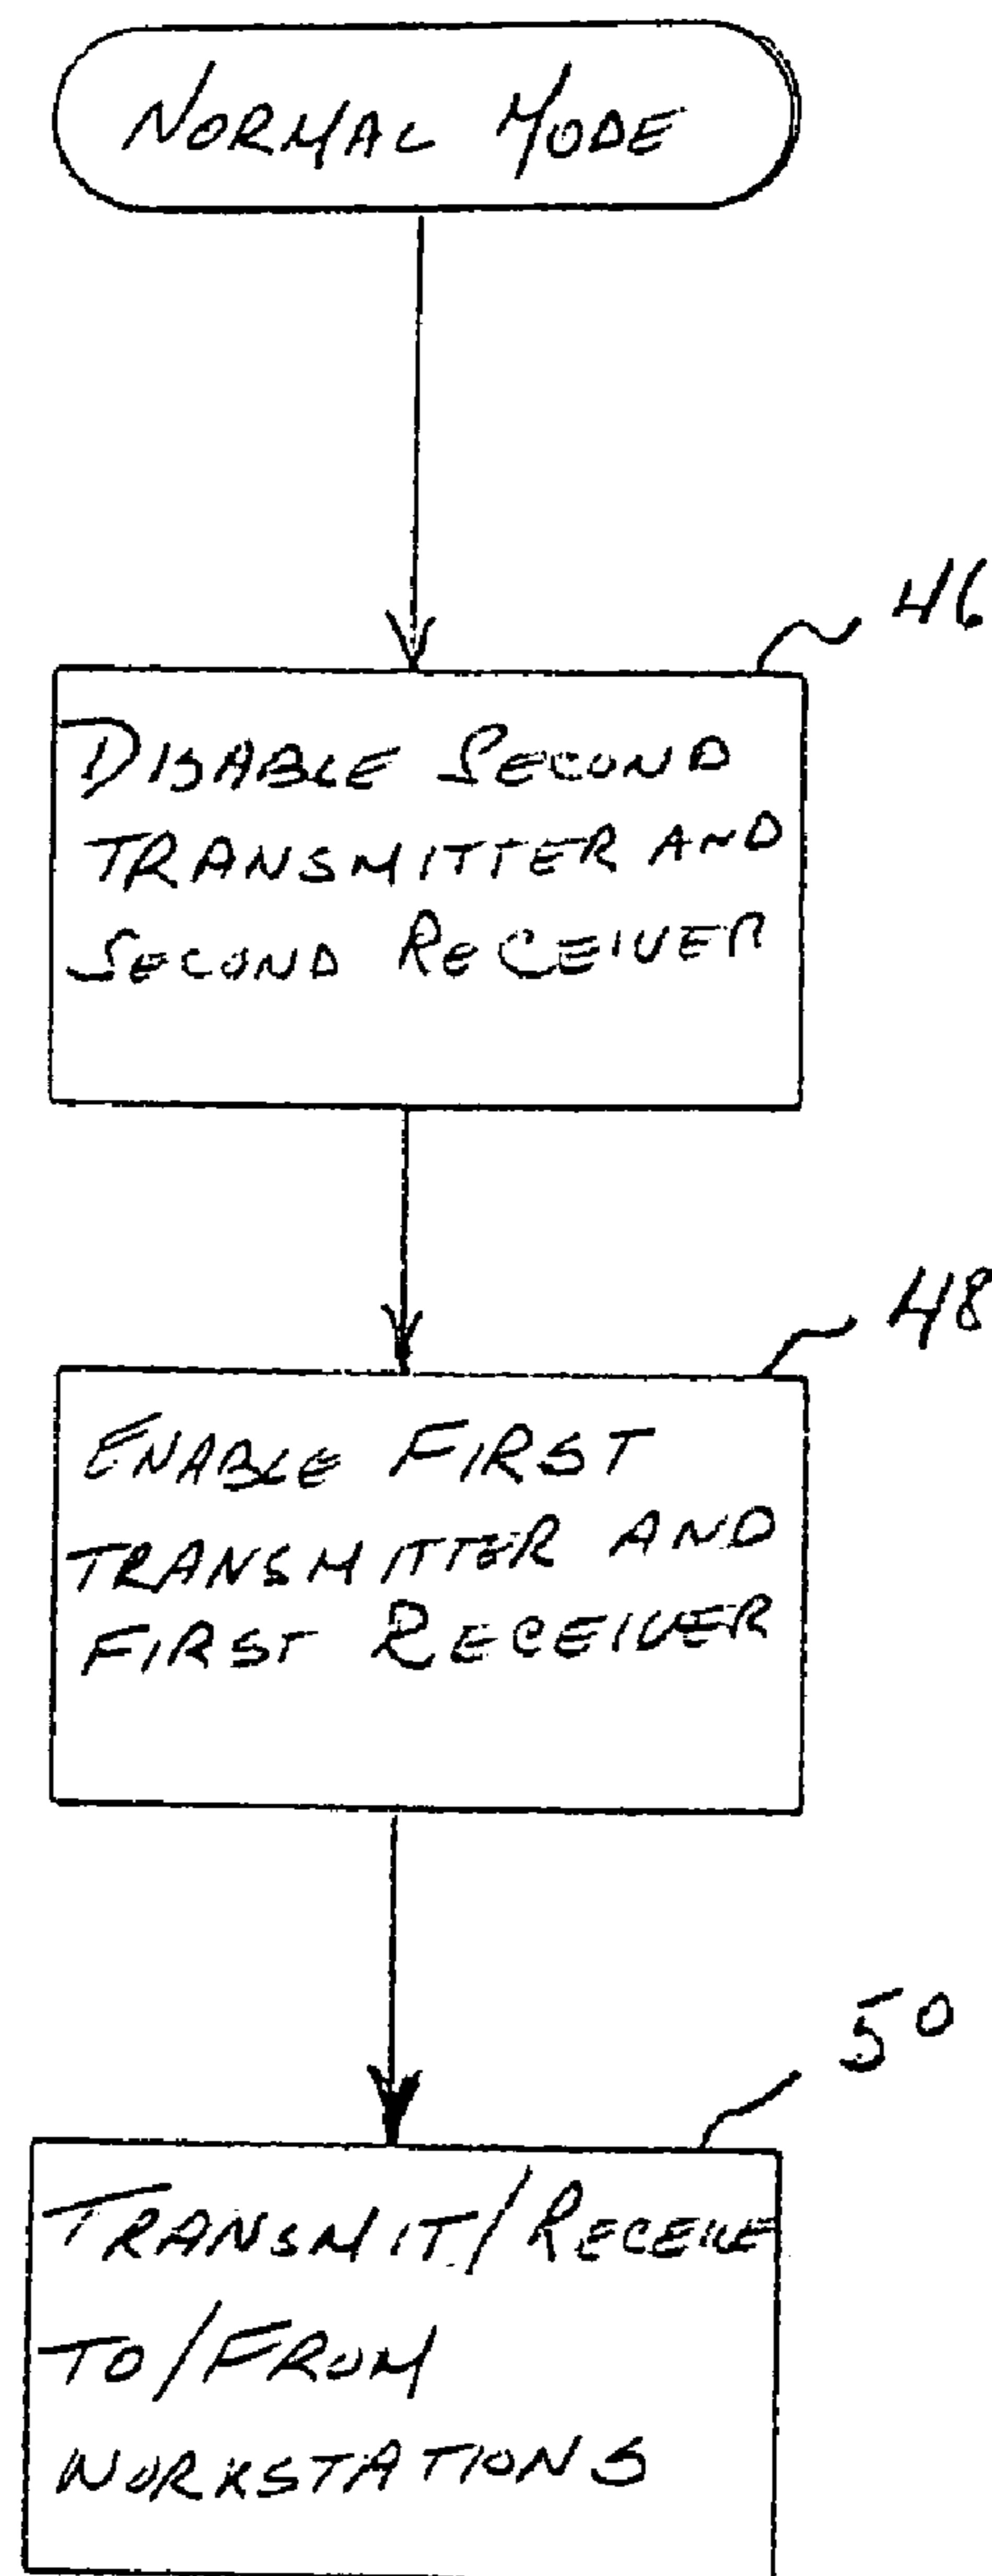 NORMAL MODE
46
DISABLE SECOND
TRANSMITTER AND
SECOND RECEIVER
48
ENABLE FIRST
TRANSMITTER AND
FIRST RECEIVER
50
TRANSMIT/RECEIVE
TO/FROM
WORKSTATIONS